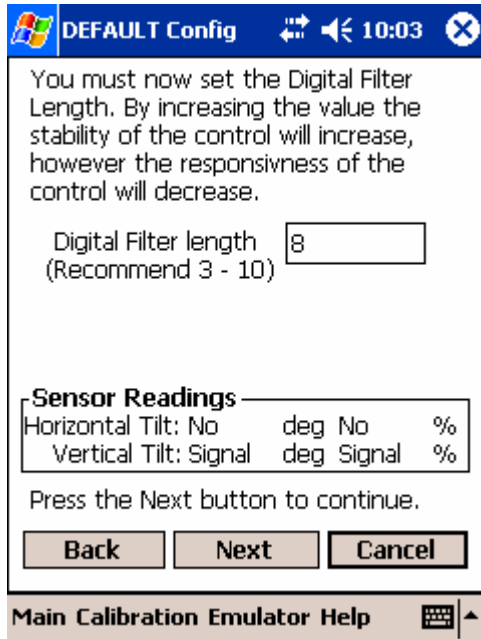 DEFAULT Config 10:03
You must now set the Digital Filter
Length. By increasing the value the
stability of the control will increase,
however the responsivness of the
control will decrease.
Digital Filter length 8
(Recommend 3 - 10)
Sensor Readings
Horizontal Tilt: No deg No %
Vertical Tilt: Signal deg Signal %
Press the Next button to continue.
Back Next Cancel
Main Calibration Emulator Help